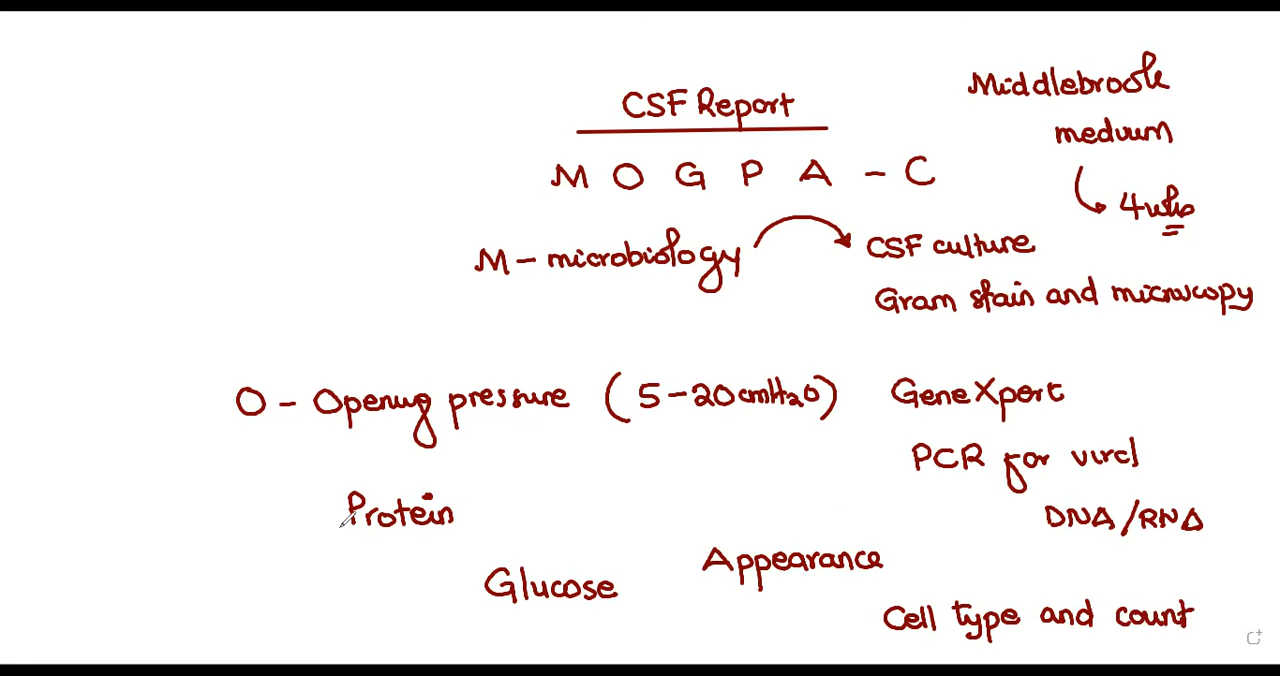 CSF Report
M O G P A - C
Middlebrook
medium
4wks
M - microbiology
CSF culture
Gram stain and microscopy
O - Opening pressure (5-20cmH2O)
GeneXpert
PCR for viral
DNA/RNA
Protein
Glucose
Appearance
Cell type and count